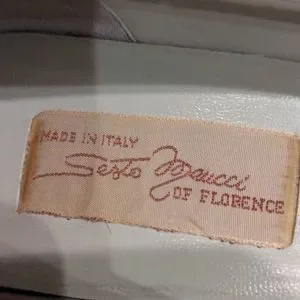 MADE IN ITALY
Sesto Meucci
OF FLORENCE